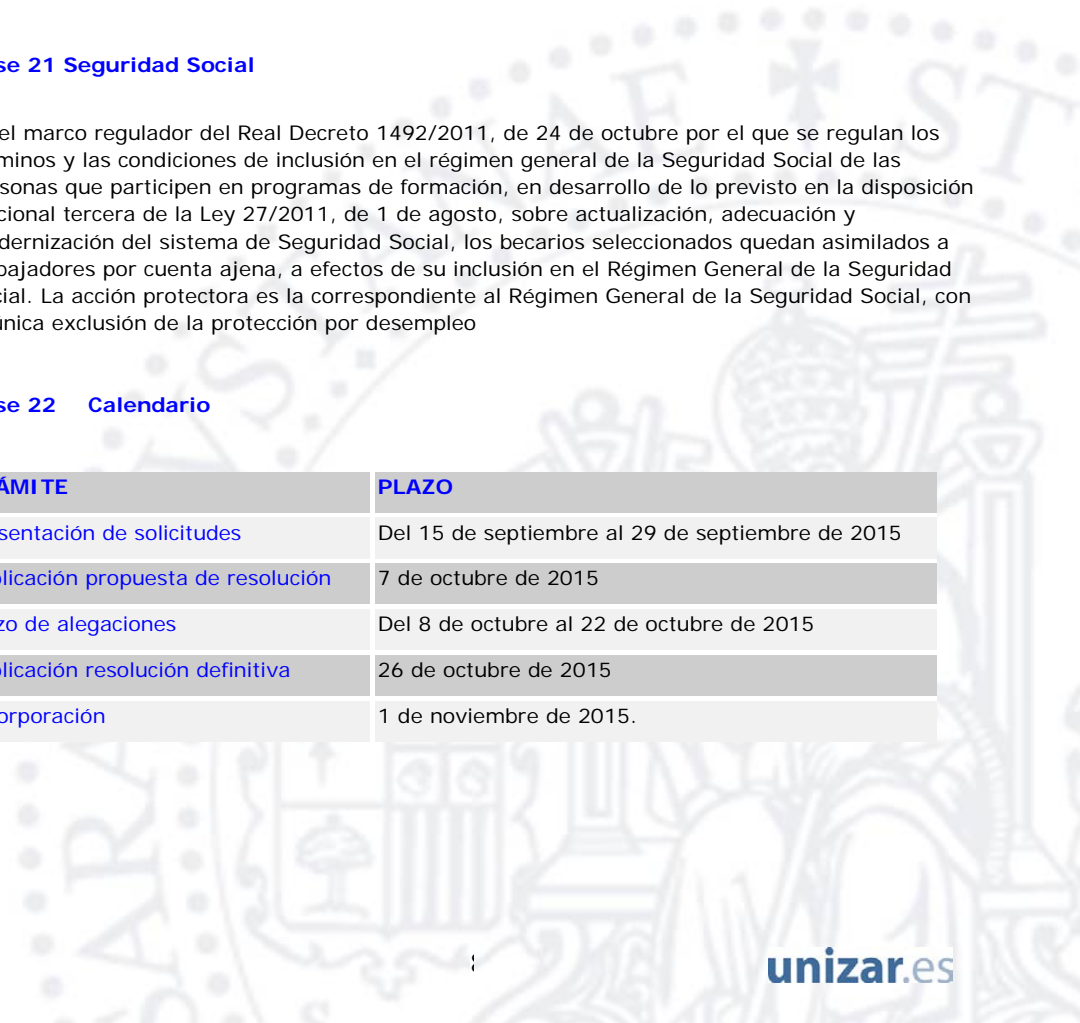 se 21 Seguridad Social
el marco regulador del Real Decreto 1492/2011, de 24 de octubre por el que se regulan los
minos y las condiciones de inclusión en el régimen general de la Seguridad Social de las
sonas que participen en programas de formación, en desarrollo de lo previsto en la disposición
cional tercera de la Ley 27/2011, de 1 de agosto, sobre actualización, adecuación y
dernización del sistema de Seguridad Social, los becarios seleccionados quedan asimilados a
bajadores por cuenta ajena, a efectos de su inclusión en el Régimen General de la Seguridad
cial. La acción protectora es la correspondiente al Régimen General de la Seguridad Social, con
única exclusión de la protección por desempleo
se 22 Calendario
ÁMITE PLAZO
sentación de solicitudes Del 15 de septiembre al 29 de septiembre de 2015
licación propuesta de resolución 7 de octubre de 2015
zo de alegaciones Del 8 de octubre al 22 de octubre de 2015
licación resolución definitiva 26 de octubre de 2015
orporación 1 de noviembre de 2015.
unizar.es